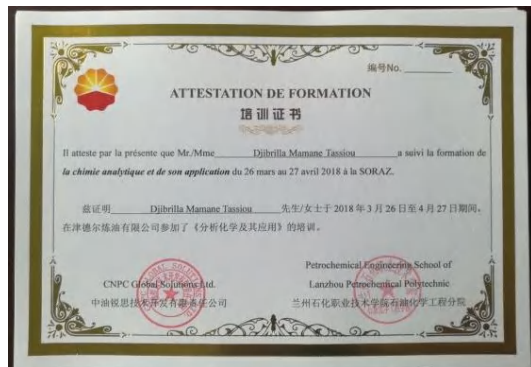 编号No.
ATTESTATION DE FORMATION
培训证书
Il atteste par la présente que Mr./Mme Djibrilla Mamane Tassiou a suivi la formation de
la chimie analytique et de son application du 26 mars au 27 avril 2018 à la SORAZ.
兹证明 Djibrilla Mamane Tassiou 先生/女士于 2018 年 3 月 26 日至 4 月 27 日期间,
在津德尔炼油有限公司参加了《分析化学及其应用》的培训。
Petrochemical Engineering School of
CNPC Global Solutions Ltd. Lanzhou Petrochemical Polytechnic
中油锐思技术开发有限责任公司 兰州石化职业技术学院石油化学工程分院